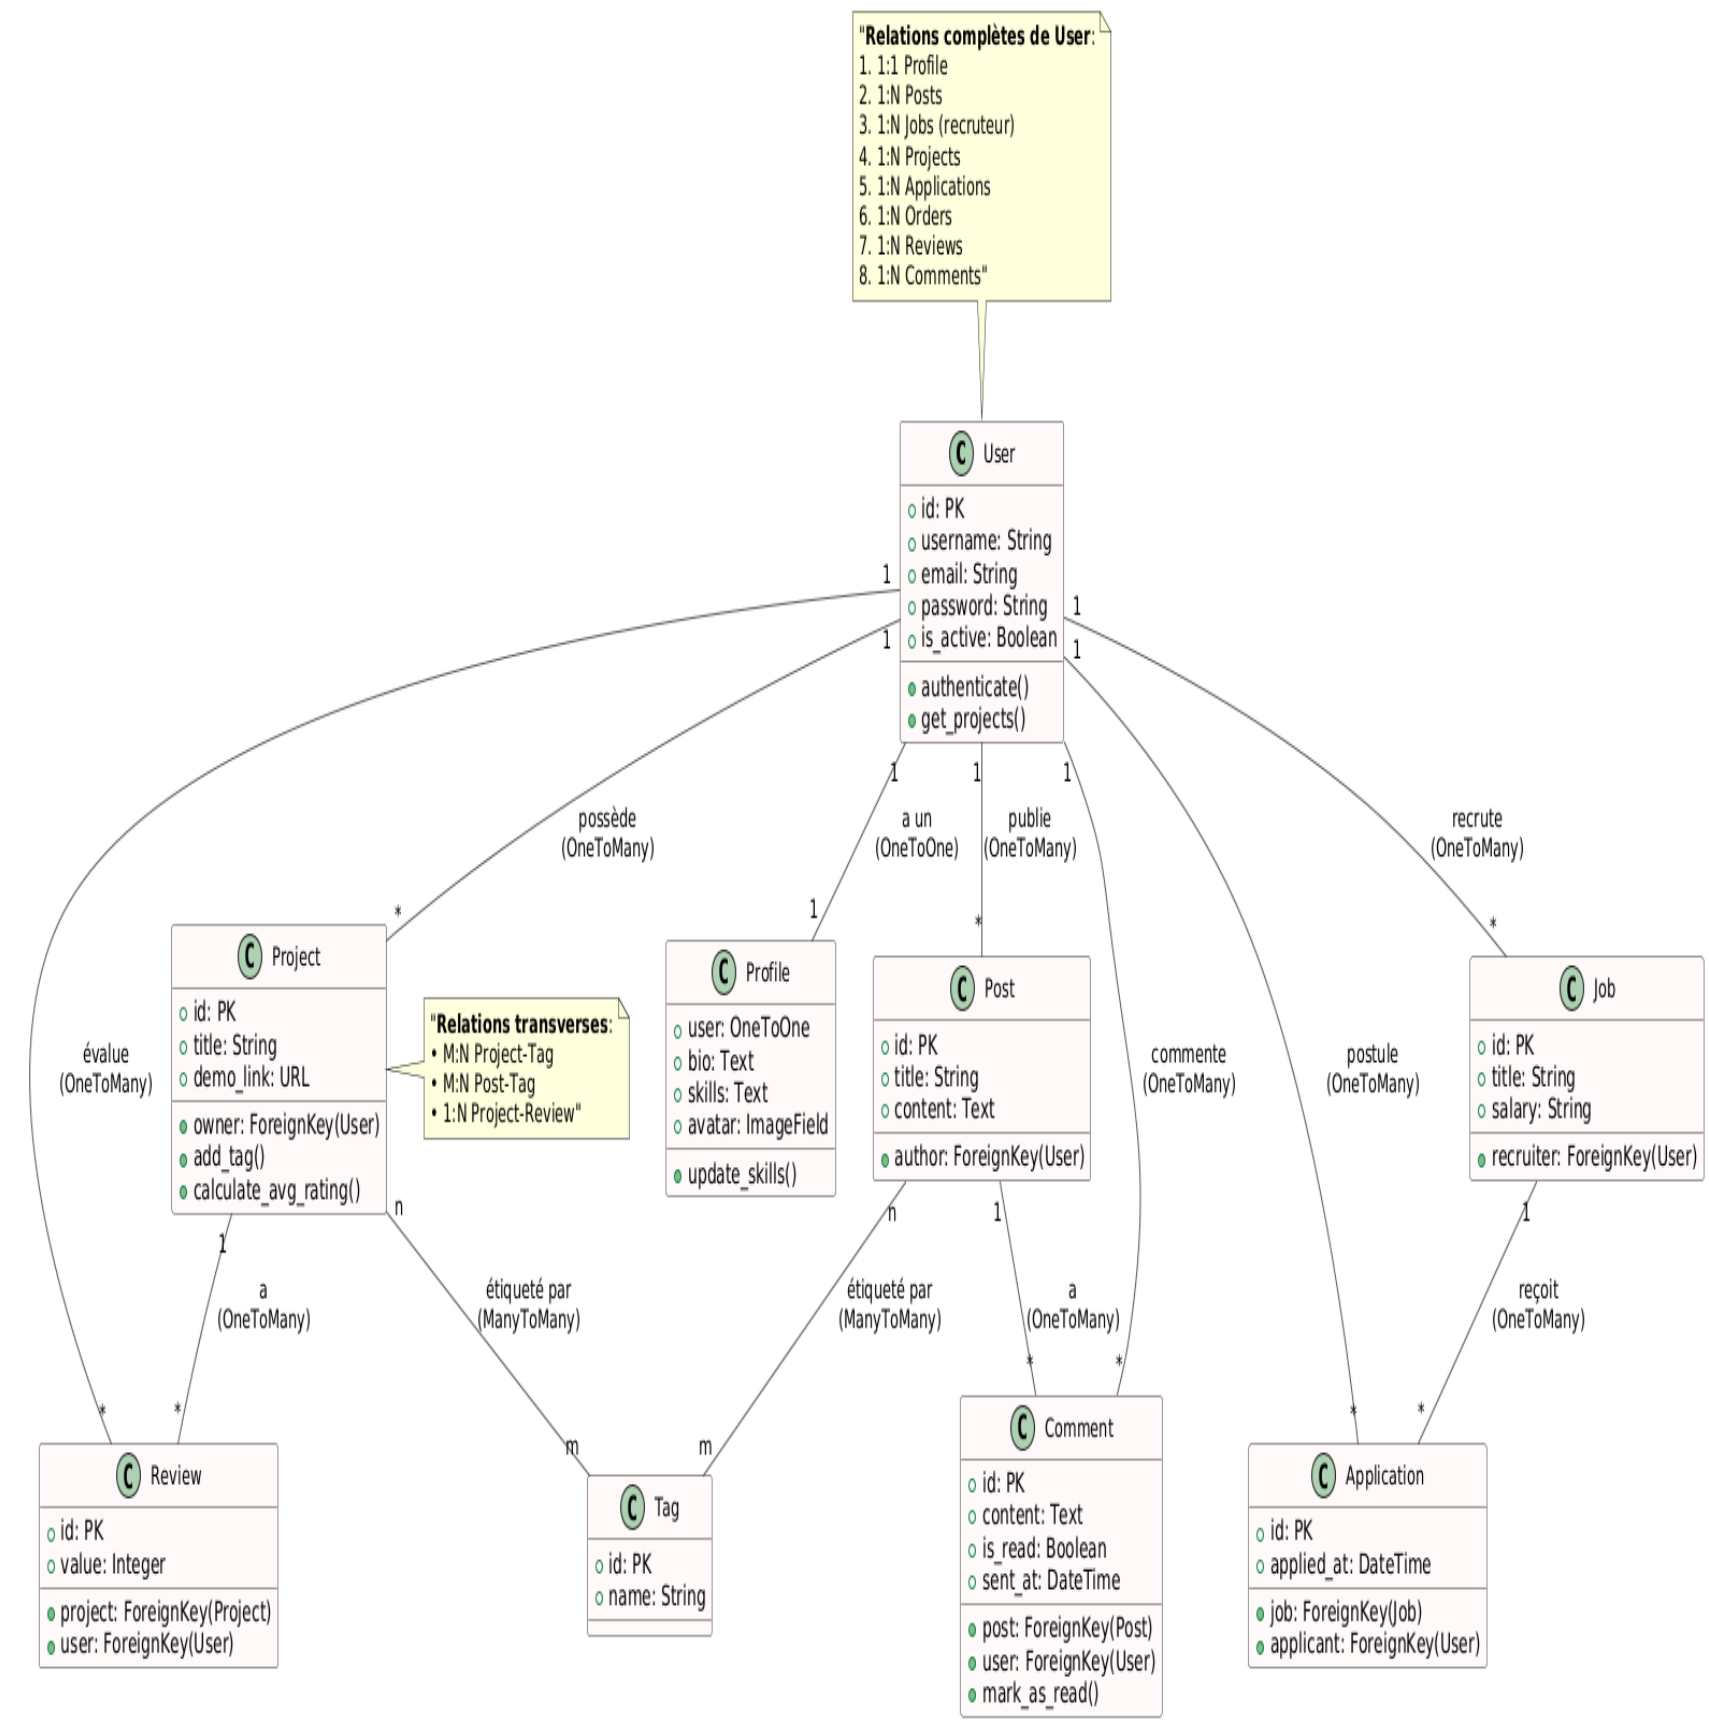 "Relations complètes de User:
1. 1:1 Profile
2. 1:N Posts
3. 1:N Jobs (recruteur)
4. 1:N Projects
5. 1:N Applications
6. 1:N Orders
7. 1:N Reviews
8. 1:N Comments"
C User
id: PK
username: String
email: String
password: String
is_active: Boolean
authenticate()
get_projects()
1
1
1
1
1
1
1
possède
(OneToMany)
a un
(OneToOne)
publie
(OneToMany)
recrute
(OneToMany)
*
1
*
*
C Project
id: PK
title: String
demo_link: URL
owner: ForeignKey(User)
add_tag()
calculate_avg_rating()
"Relations transverses:
• M:N Project-Tag
• M:N Post-Tag
• 1:N Project-Review"
C Profile
user: OneToOne
bio: Text
skills: Text
avatar: ImageField
update_skills()
C Post
id: PK
title: String
content: Text
author: ForeignKey(User)
C Job
id: PK
title: String
salary: String
recruiter: ForeignKey(User)
évalue
(OneToMany)
commente
(OneToMany)
postule
(OneToMany)
1
n
n
1
1
a
(OneToMany)
étiqueté par
(ManyToMany)
étiqueté par
(ManyToMany)
a
(OneToMany)
reçoit
(OneToMany)
*
*
m
m
*
*
*
*
C Review
id: PK
value: Integer
project: ForeignKey(Project)
user: ForeignKey(User)
C Tag
id: PK
name: String
C Comment
id: PK
content: Text
is_read: Boolean
sent_at: DateTime
post: ForeignKey(Post)
user: ForeignKey(User)
mark_as_read()
C Application
id: PK
applied_at: DateTime
job: ForeignKey(Job)
applicant: ForeignKey(User)